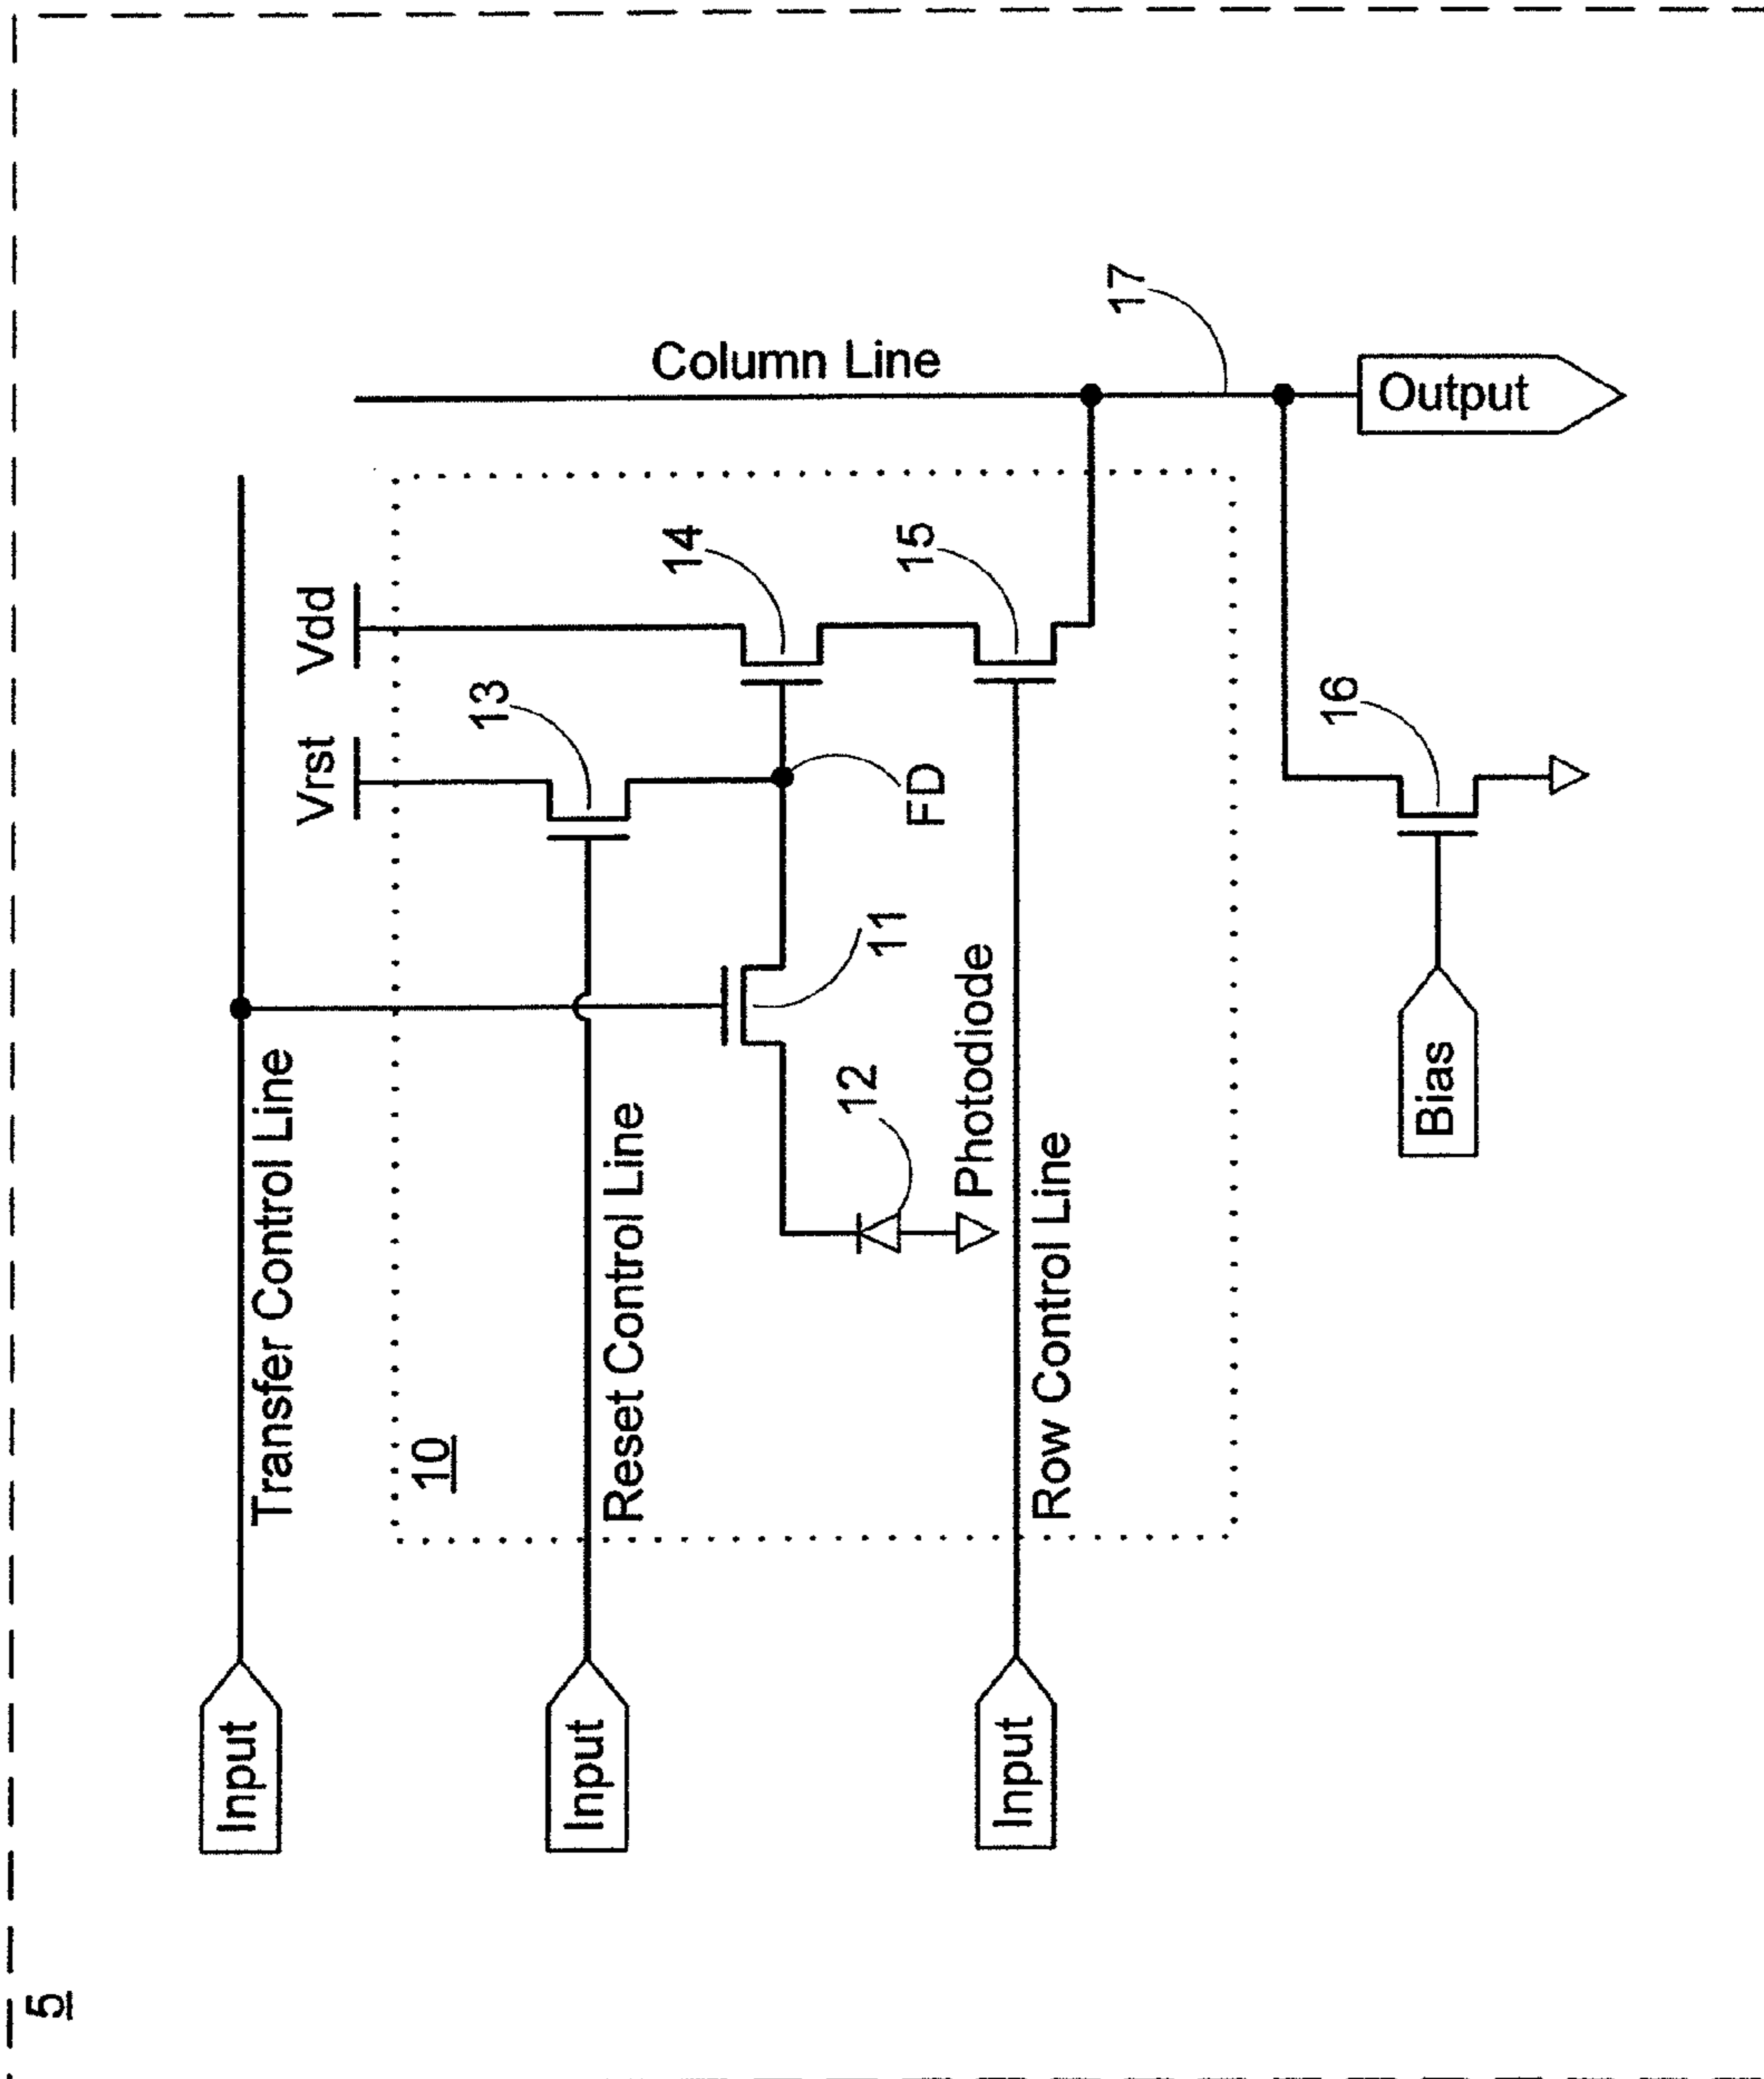 5
Input
Transfer Control Line
Vrst
Vdd
10
Input
Reset Control Line
13
14
Column Line
FD
11
12
Photodiode
15
Input
Row Control Line
17
Output
Bias
16